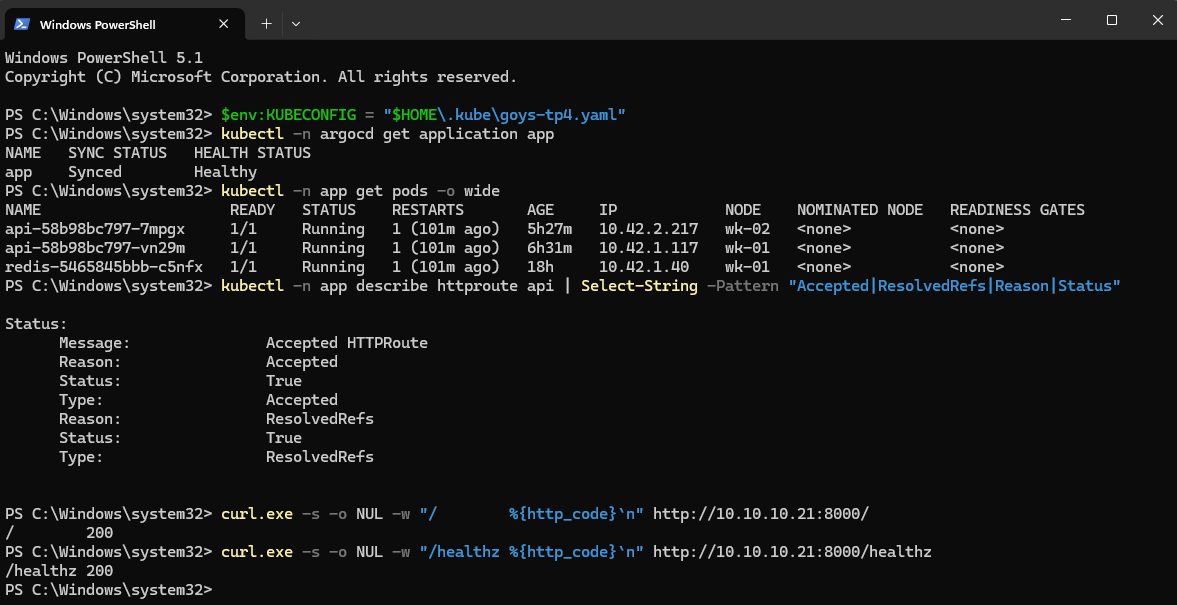 Windows PowerShell
Windows PowerShell 5.1
Copyright (C) Microsoft Corporation. All rights reserved.
PS C:\Windows\system32> $env:KUBECONFIG = "$HOME\.kube\goys-tp4.yaml"
PS C:\Windows\system32> kubectl -n argocd get application app
NAME   SYNC STATUS   HEALTH STATUS
app    Synced        Healthy
PS C:\Windows\system32> kubectl -n app get pods -o wide
NAME                     READY   STATUS    RESTARTS       AGE     IP            NODE    NOMINATED NODE   READINESS GATES
api-58b98bc797-7mpgx     1/1     Running   1 (101m ago)   5h27m   10.42.2.217   wk-02   <none>           <none>
api-58b98bc797-vn29m     1/1     Running   1 (101m ago)   6h31m   10.42.1.117   wk-01   <none>           <none>
redis-5465845bbb-c5nfx   1/1     Running   1 (101m ago)   18h     10.42.1.40    wk-01   <none>           <none>
PS C:\Windows\system32> kubectl -n app describe httproute api | Select-String -Pattern "Accepted|ResolvedRefs|Reason|Status"
Status:
      Message:               Accepted HTTPRoute
      Reason:                Accepted
      Status:                True
      Type:                  Accepted
      Reason:                ResolvedRefs
      Status:                True
      Type:                  ResolvedRefs
PS C:\Windows\system32> curl.exe -s -o NUL -w "/        %{http_code}`n" http://10.10.10.21:8000/
/        200
PS C:\Windows\system32> curl.exe -s -o NUL -w "/healthz %{http_code}`n" http://10.10.10.21:8000/healthz
/healthz 200
PS C:\Windows\system32>